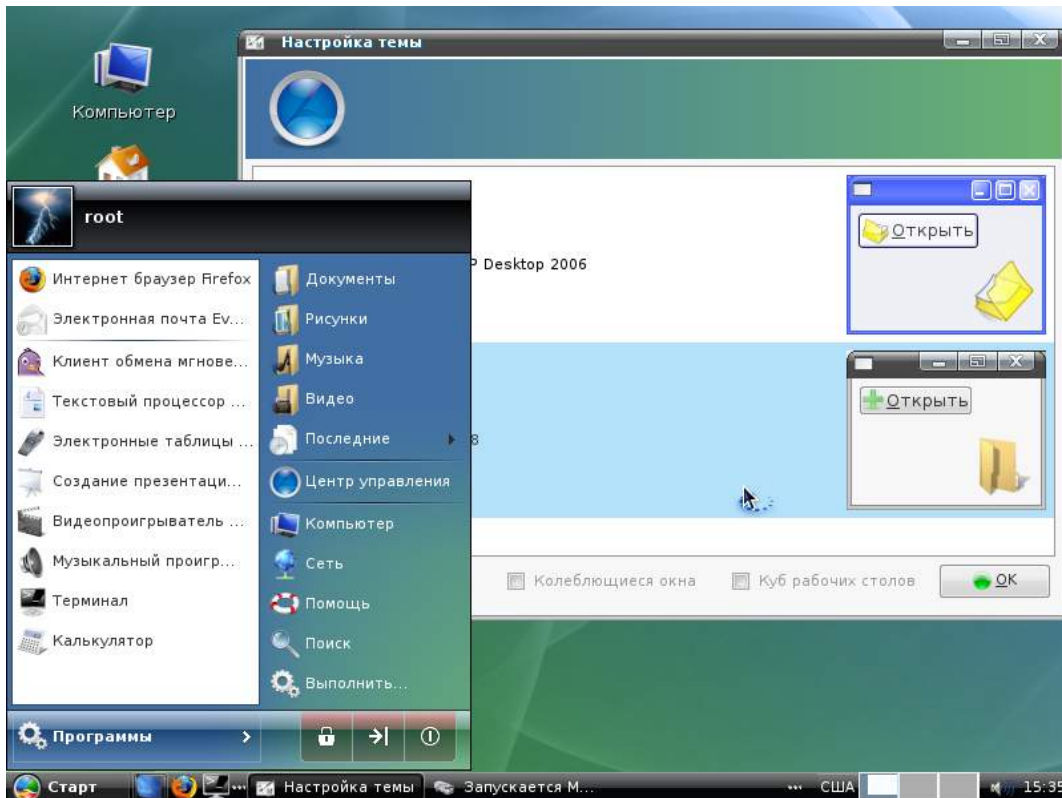 Настройка темы
Компьютер
root
Интернет браузер Firefox
Электронная почта Ev...
Клиент обмена мгнове...
Текстовый процессор ...
Электронные таблицы ...
Создание презентаци...
Видеопроигрыватель ...
Музыкальный проигр...
Терминал
Калькулятор
Документы
Рисунки
Музыка
Видео
Последние
Центр управления
Компьютер
Сеть
Помощь
Поиск
Выполнить...
Программы
P Desktop 2006
Открыть
8
Открыть
Колеблющиеся окна
Куб рабочих столов
OK
Старт
Настройка темы
Запускается M...
США
15:35